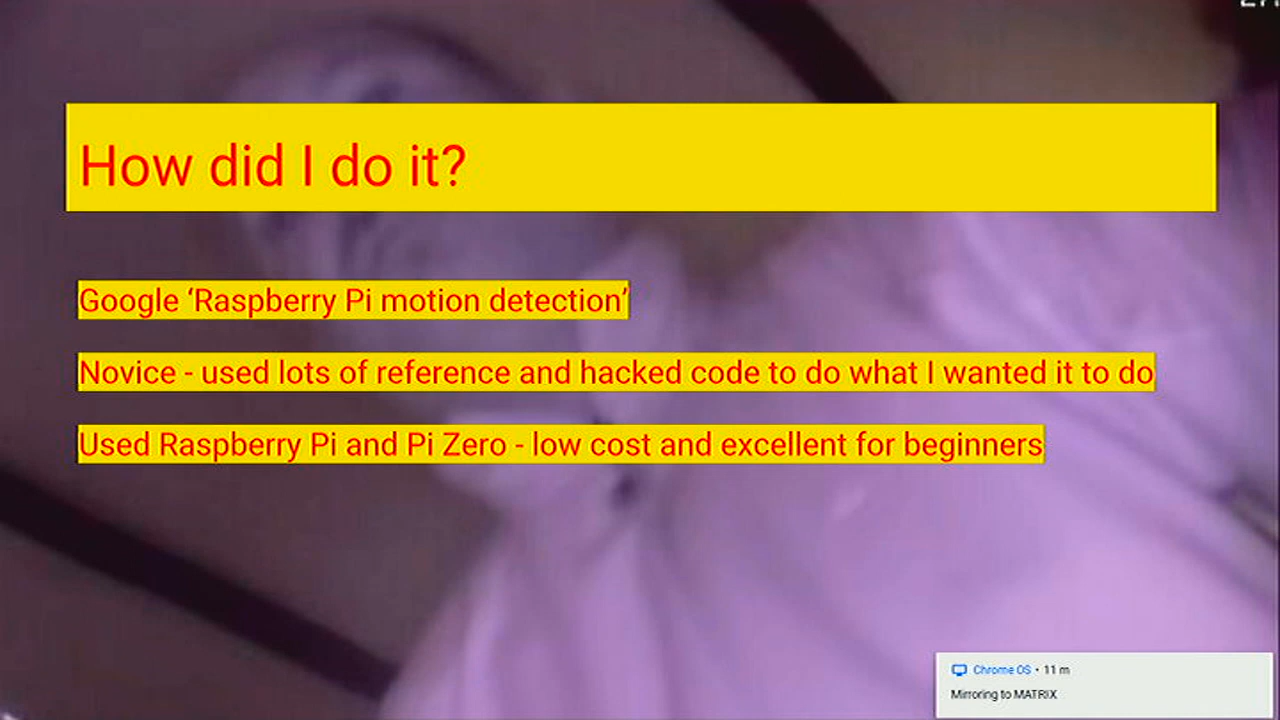 How did I do it?
Google ‘Raspberry Pi motion detection’
Novice - used lots of reference and hacked code to do what I wanted it to do
Used Raspberry Pi and Pi Zero - low cost and excellent for beginners
Chrome OS • 11 m
Mirroring to MATRIX